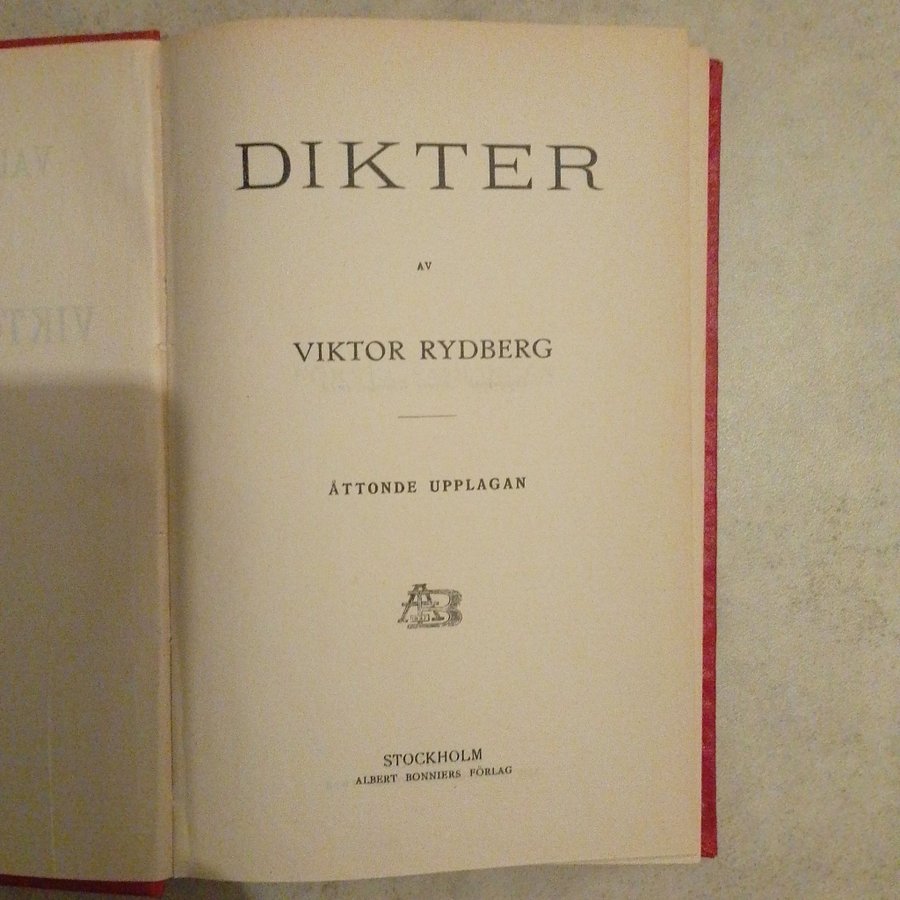 DIKTER
AV
VIKTOR RYDBERG
ÅTTONDE UPPLAGAN
AB
STOCKHOLM
ALBERT BONNIERS FÖRLAG